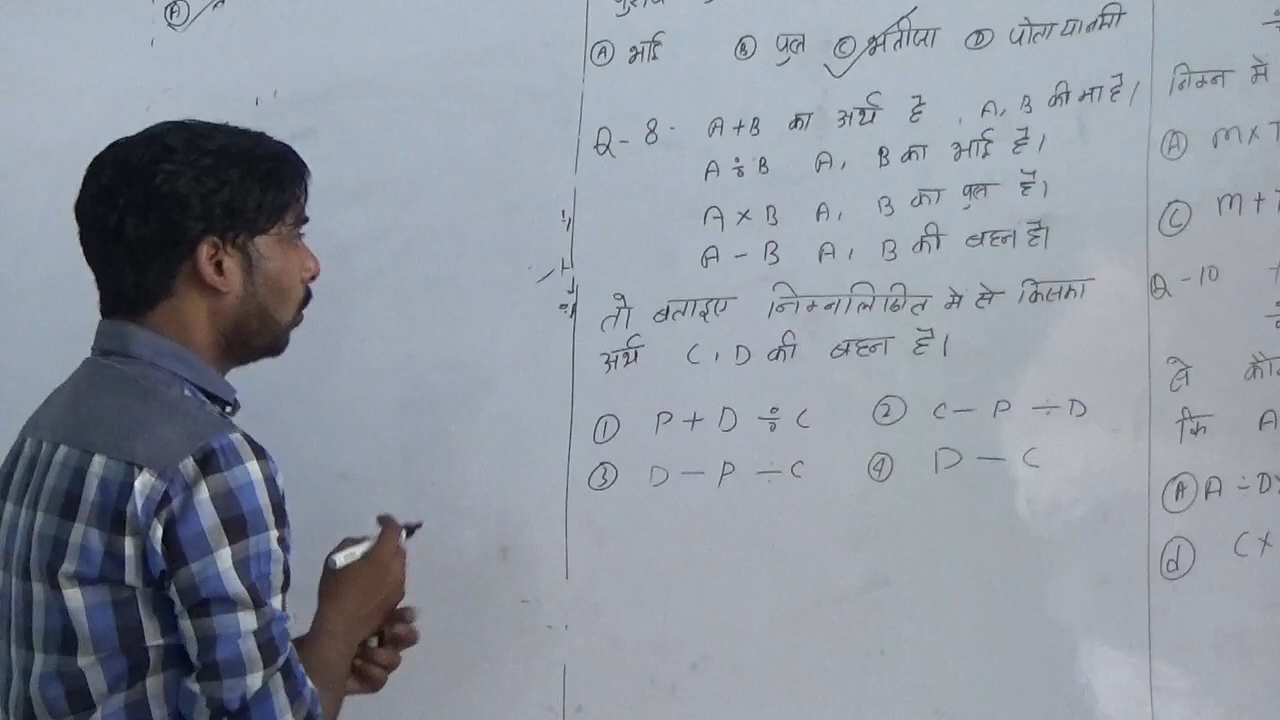 (A)
(A) भाई (B) पुत्र (C) भतीजा (D) पोता या नाती
Q-8. A+B का अर्थ है, A, B की मा है।
A ÷ B A, B का भाई है।
A × B A, B का पुत्र है।
A - B A, B की बहन है।
तो बताइए निम्नलिखित मे से किसका
अर्थ C, D की बहन है।
(1) P + D ÷ C (2) C - P ÷ D
(3) D - P ÷ C (4) D - C
निम्न मे
(A) m×
(C) m+
Q-10
से
कि A
(A) A ÷ D
(d) C ×